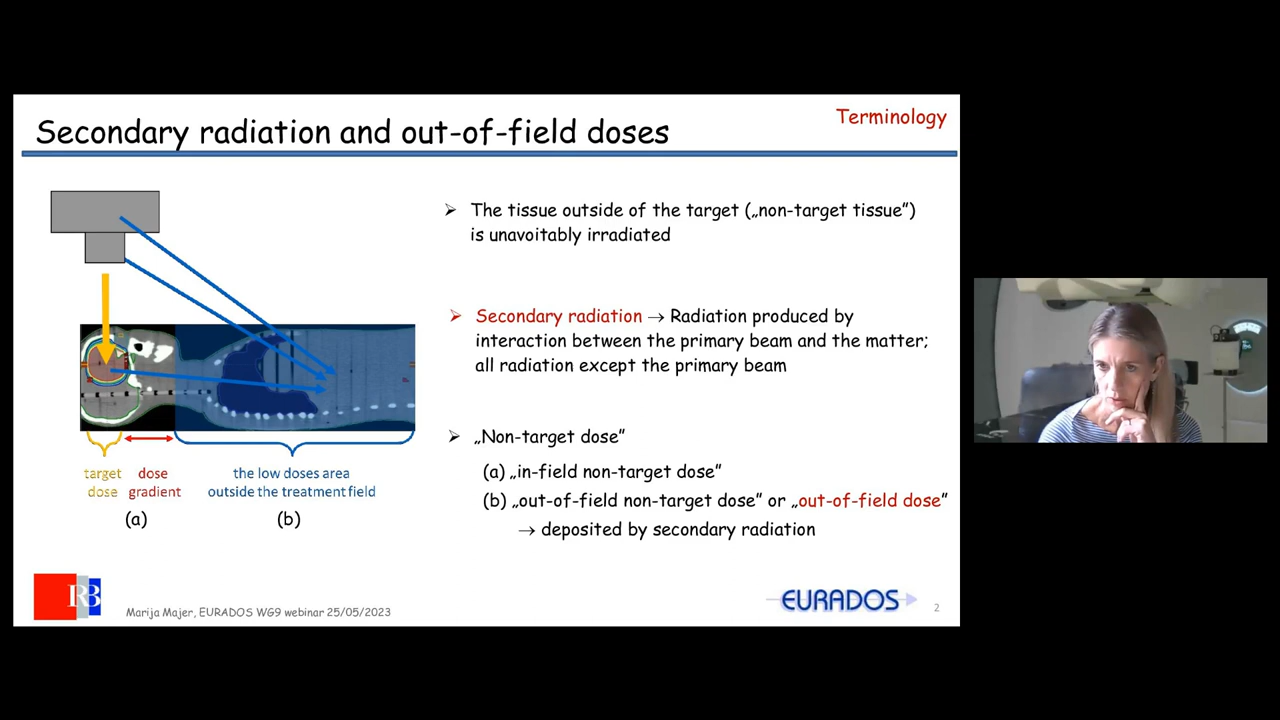 Terminology
Secondary radiation and out-of-field doses
➢ The tissue outside of the target („non-target tissue”)
is unavoitably irradiated
➢ Secondary radiation → Radiation produced by
interaction between the primary beam and the matter;
all radiation except the primary beam
➢ „Non-target dose”
(a) „in-field non-target dose”
(b) „out-of-field non-target dose” or „out-of-field dose”
→ deposited by secondary radiation
target
dose
dose
gradient
the low doses area
outside the treatment field
(a)
(b)
IRB
Marija Majer, EURADOS WG9 webinar 25/05/2023
EURADOS
2